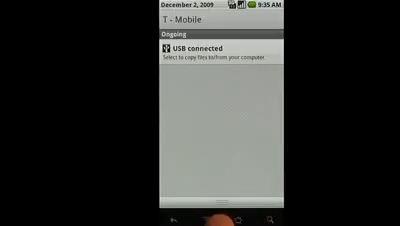 December 2, 2009 9:35 AM
T - Mobile
Ongoing
USB connected
Select to copy files to/from your computer.